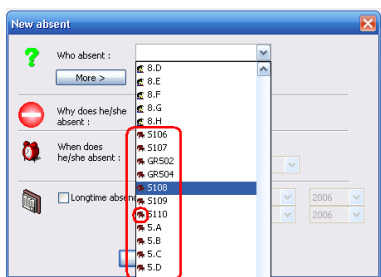 New absent
Who absent :
More >
8.D
8.E
8.F
8.G
8.H
S106
S107
GR502
GR504
S108
S109
S110
5.A
5.B
5.C
5.D
Why does he/she
absent :
When does
he/she absent :
Longtime absen
2006
2006